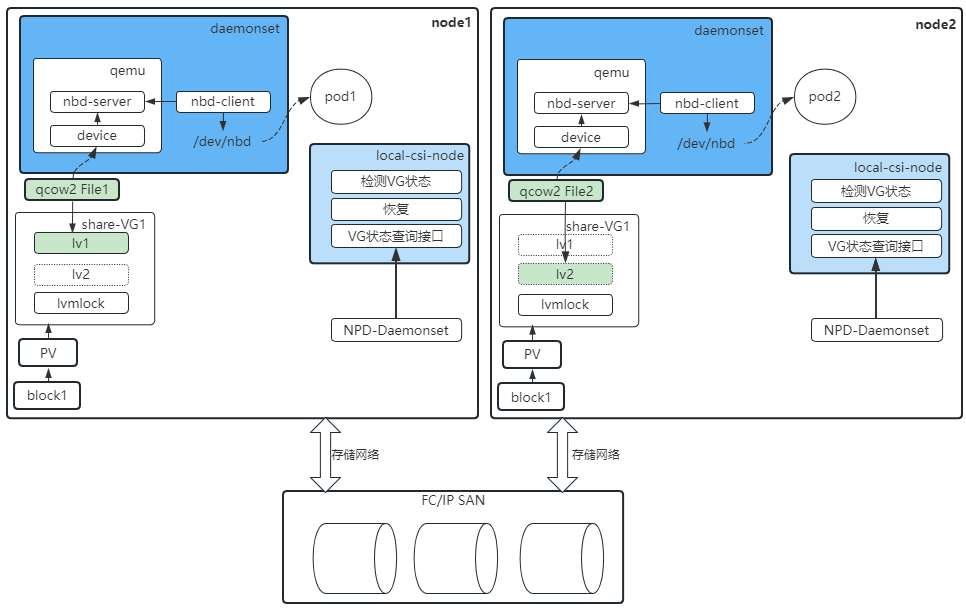 node1
daemonset
qemu
nbd-server
nbd-client
device
/dev/nbd
pod1
qcow2 File1
share-VG1
lv1
lv2
lvmlock
PV
block1
local-csi-node
检测VG状态
恢复
VG状态查询接口
NPD-Daemonset
node2
daemonset
qemu
nbd-server
nbd-client
device
/dev/nbd
pod2
qcow2 File2
share-VG1
lv1
lv2
lvmlock
PV
block1
local-csi-node
检测VG状态
恢复
VG状态查询接口
NPD-Daemonset
存储网络
存储网络
FC/IP SAN